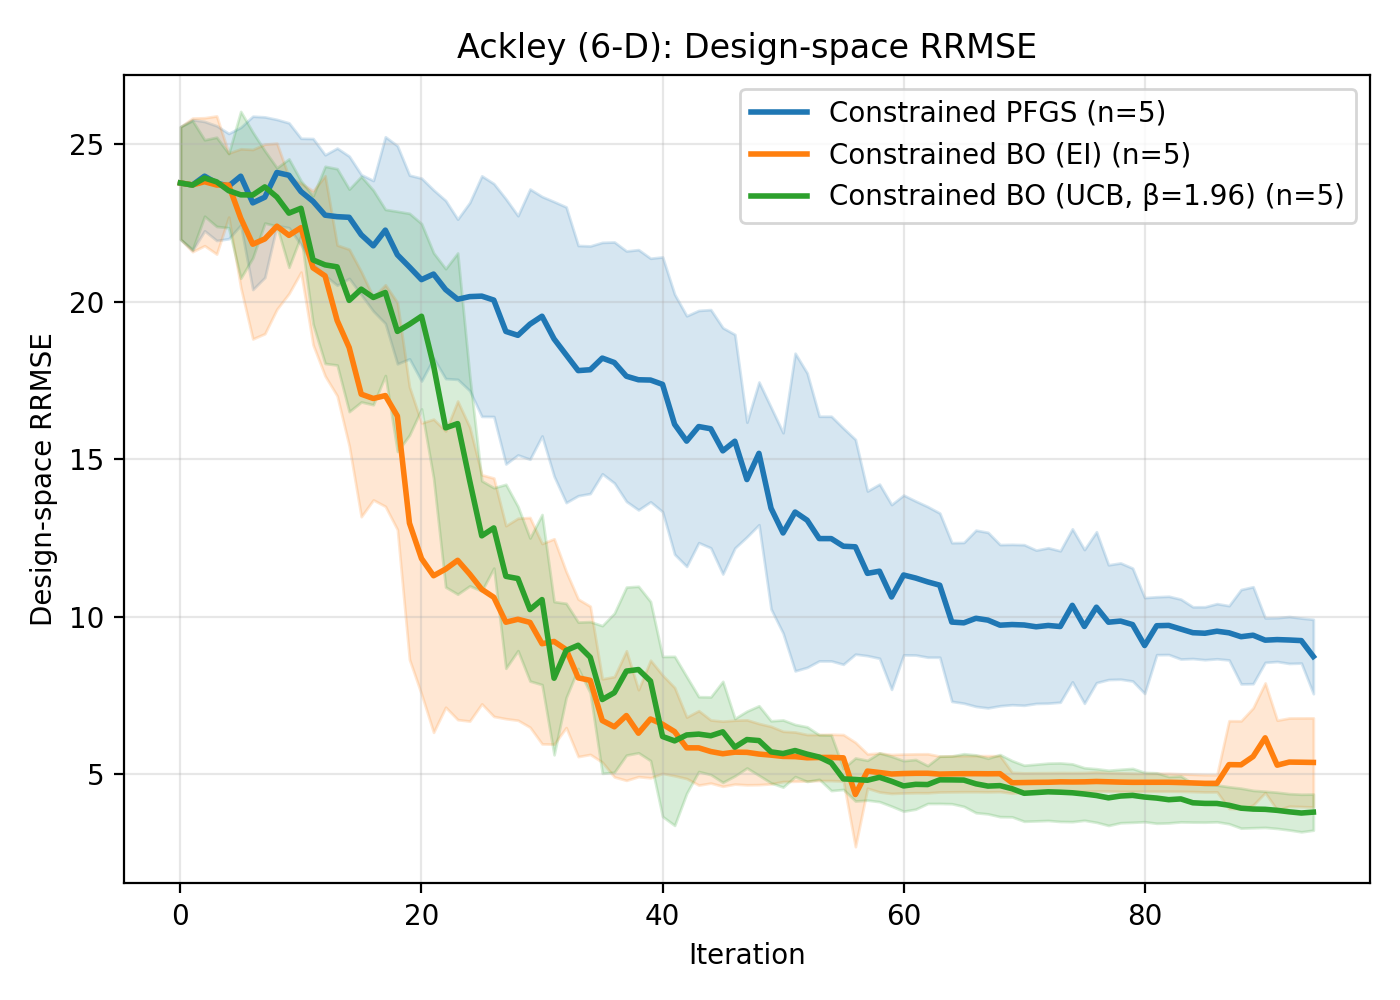 Ackley (6-D): Design-space RRMSE
Constrained PFGS (n=5)
Constrained BO (EI) (n=5)
Constrained BO (UCB, β=1.96) (n=5)
Design-space RRMSE
25
20
15
10
5
0
20
40
60
80
Iteration